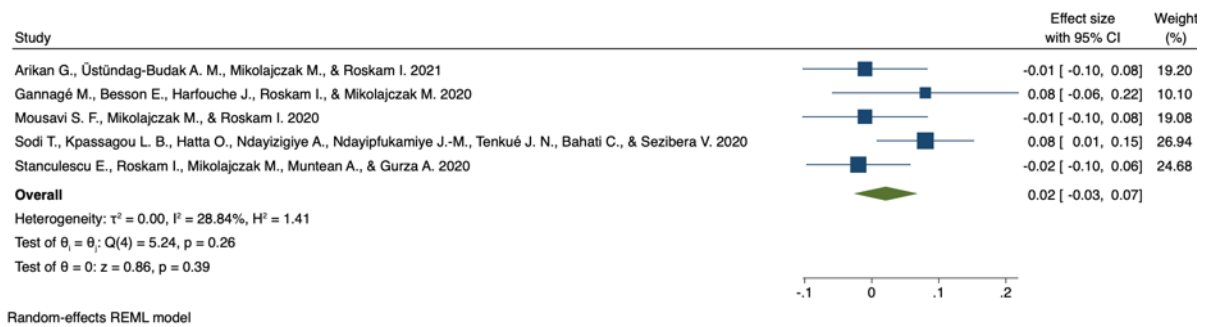 Effect size Weight
Study with 95% CI (%)
Arikan G., Üstündag-Budak A. M., Mikolajczak M., & Roskam I. 2021 -0.01 [ -0.10, 0.08] 19.20
Gannagé M., Besson E., Harfouche J., Roskam I., & Mikolajczak M. 2020 0.08 [ -0.06, 0.22] 10.10
Mousavi S. F., Mikolajczak M., & Roskam I. 2020 -0.01 [ -0.10, 0.08] 19.08
Sodi T., Kpassagou L. B., Hatta O., Ndayizigiye A., Ndayipfukamiye J.-M., Tenkué J. N., Bahati C., & Sezibera V. 2020 0.08 [ 0.01, 0.15] 26.94
Stanculescu E., Roskam I., Mikolajczak M., Muntean A., & Gurza A. 2020 -0.02 [ -0.10, 0.06] 24.68
Overall 0.02 [ -0.03, 0.07]
Heterogeneity: τ² = 0.00, I² = 28.84%, H² = 1.41
Test of θᵢ = θⱼ: Q(4) = 5.24, p = 0.26
Test of θ = 0: z = 0.86, p = 0.39
-.1 0 .1 .2
Random-effects REML model